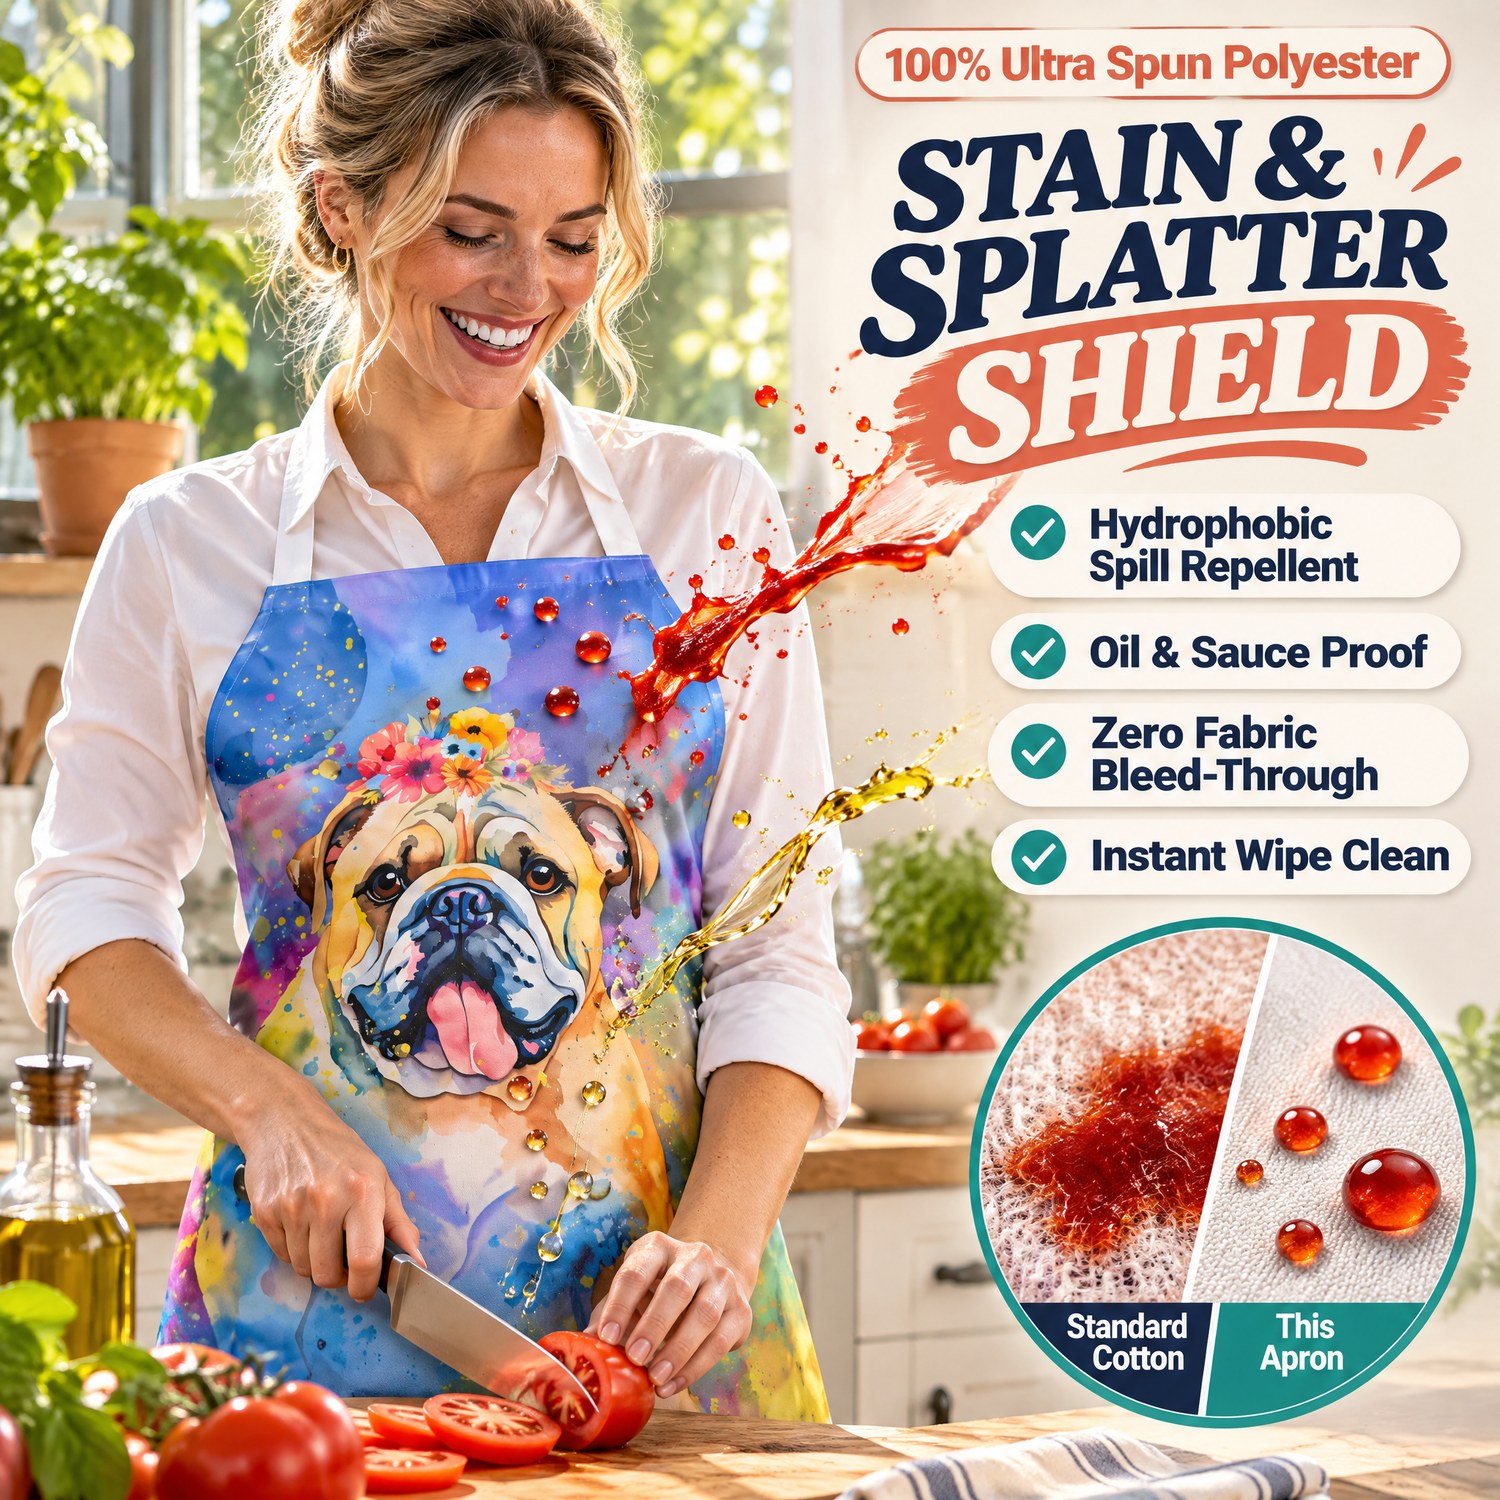 100% Ultra Spun Polyester
STAIN &
SPLATTER
SHIELD
Hydrophobic
Spill Repellent
Oil & Sauce Proof
Zero Fabric
Bleed-Through
Instant Wipe Clean
Standard
Cotton
This
Apron